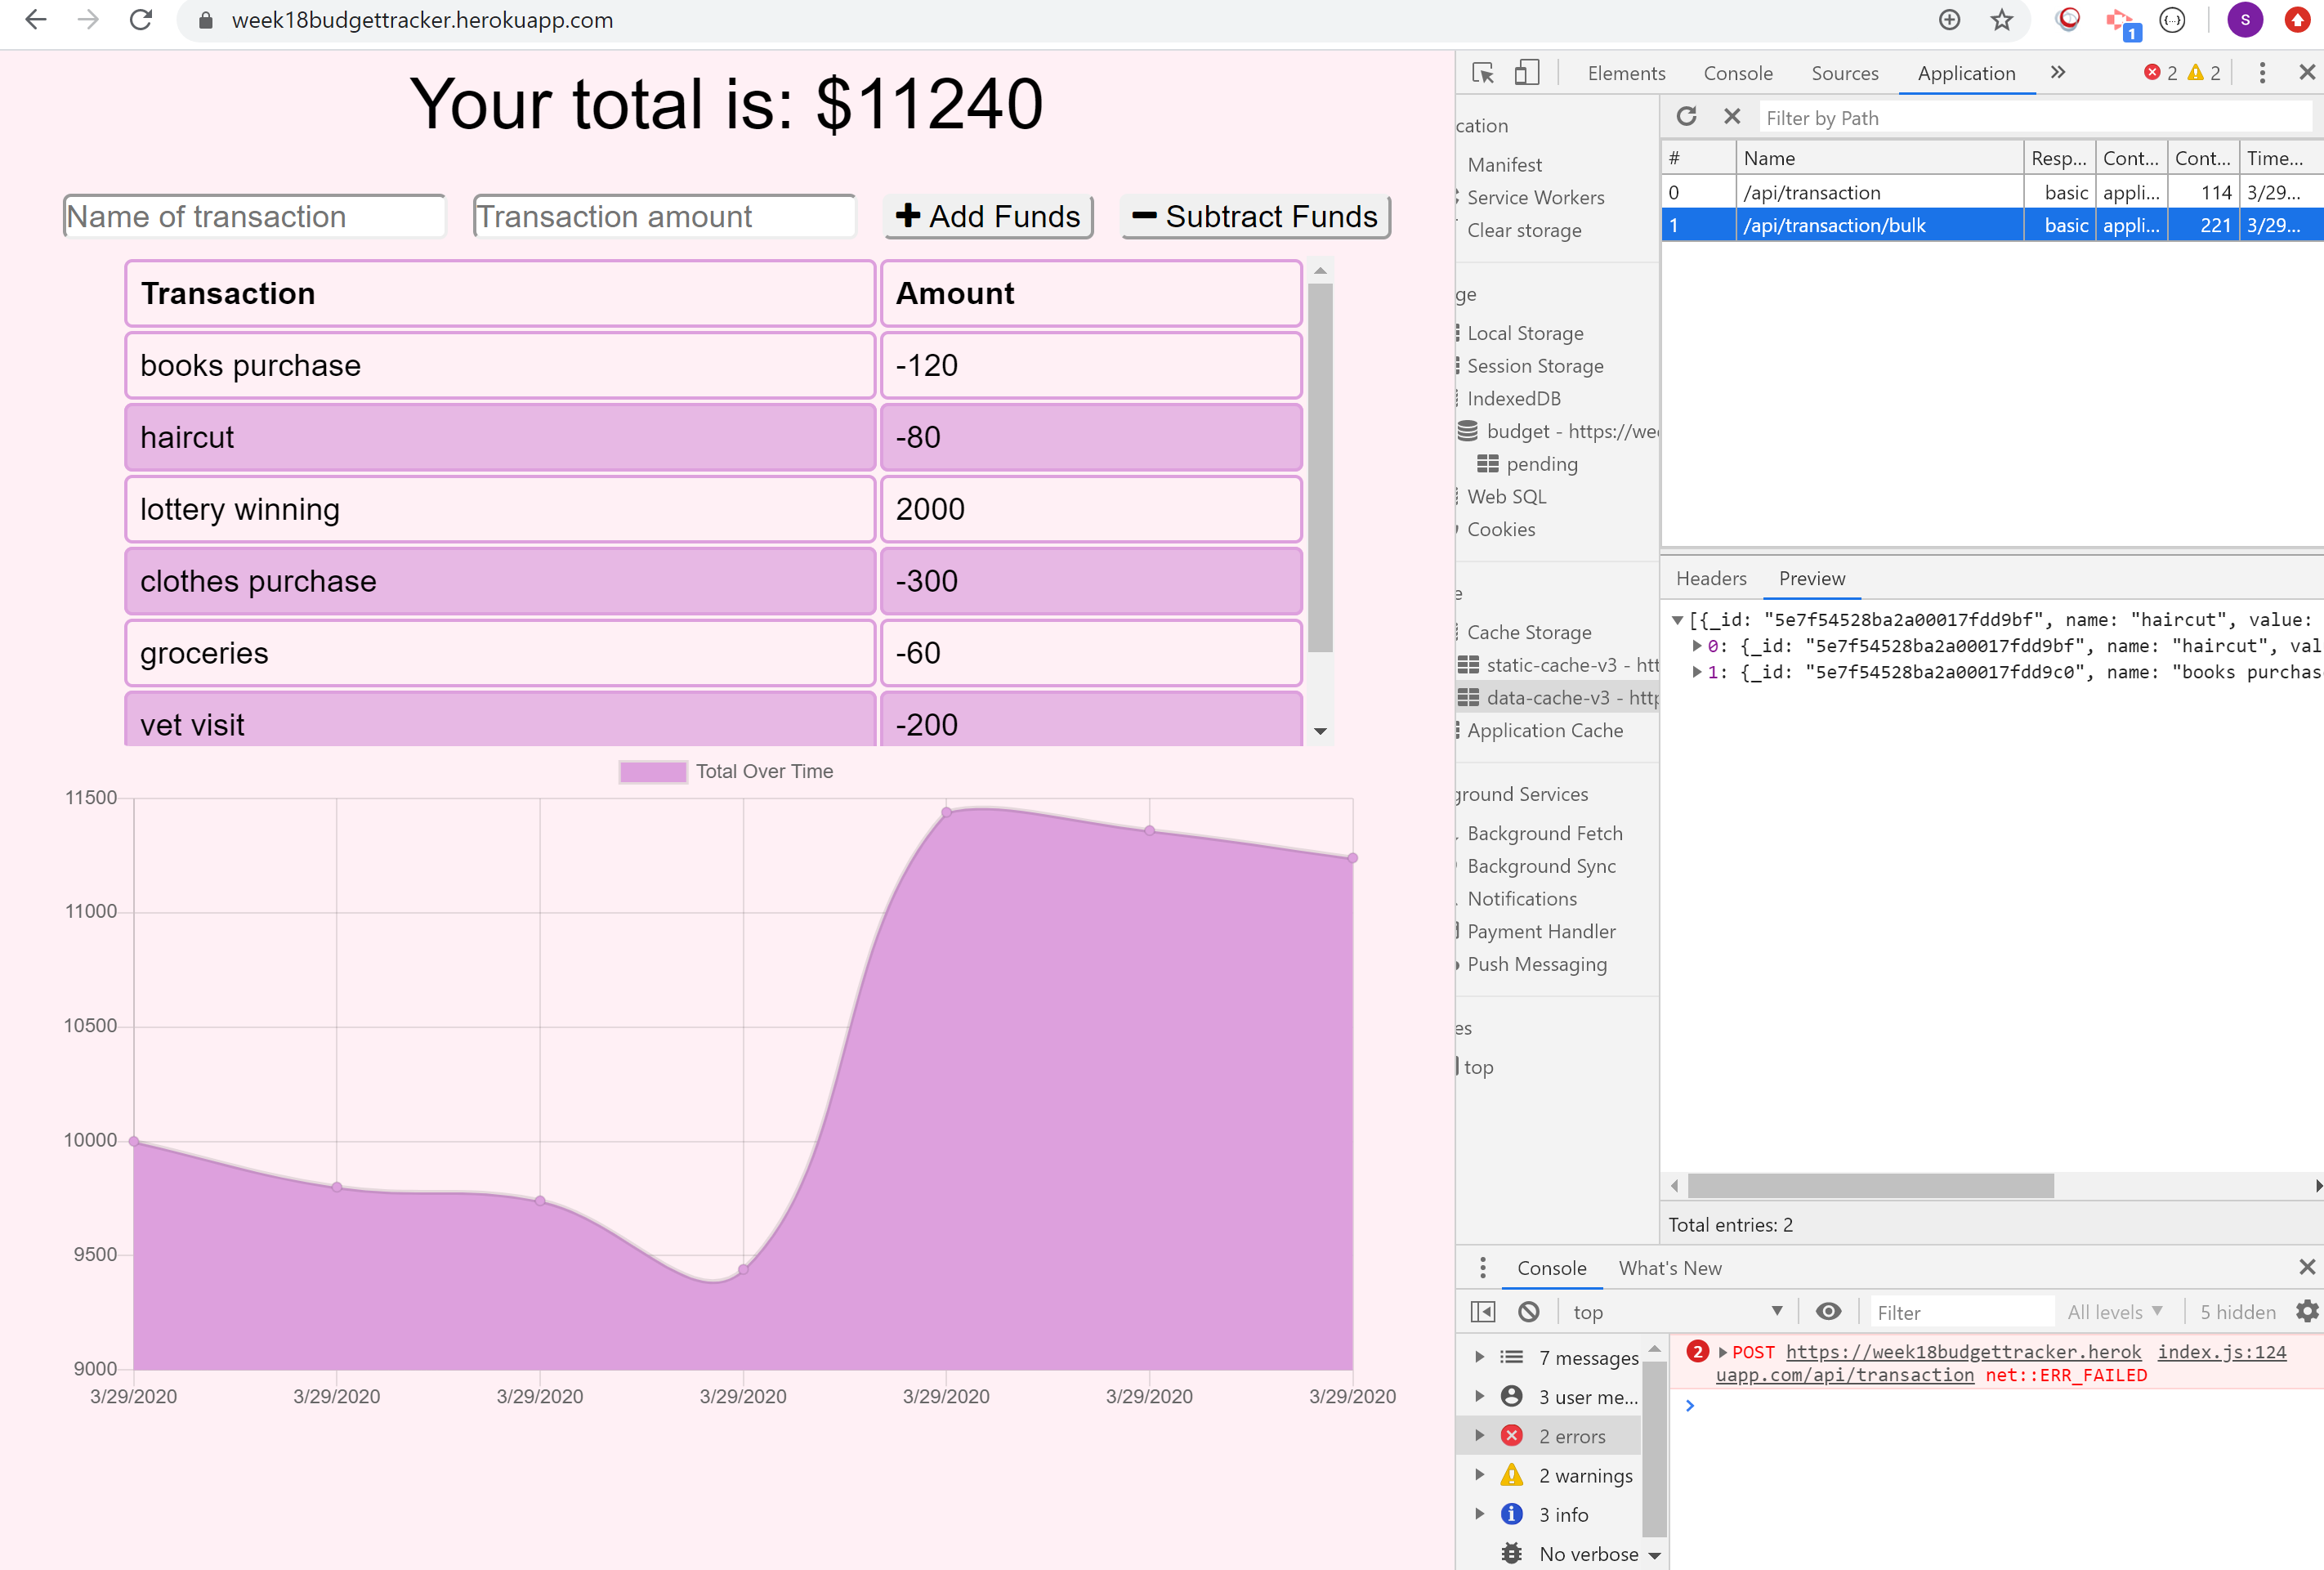 week18budgettracker.herokuapp.com
S
1
Your total is: $11240
Name of transaction
Transaction amount
Add Funds
Subtract Funds
Transaction Amount
books purchase -120
haircut -80
lottery winning 2000
clothes purchase -300
groceries -60
vet visit -200
Total Over Time
11500
11000
10500
10000
9500
9000
3/29/2020 3/29/2020 3/29/2020 3/29/2020 3/29/2020 3/29/2020 3/29/2020
Elements Console Sources Application » 2 2
cation
Manifest
Service Workers
Clear storage
ge
Local Storage
Session Storage
IndexedDB
budget - https://wee
pending
Web SQL
Cookies
e
Cache Storage
static-cache-v3 - htt
data-cache-v3 - http
Application Cache
ground Services
Background Fetch
Background Sync
Notifications
Payment Handler
Push Messaging
es
top
Filter by Path
# Name Resp... Cont... Cont... Time...
0 /api/transaction basic appli... 114 3/29...
1 /api/transaction/bulk basic appli... 221 3/29...
Headers Preview
[{_id: "5e7f54528ba2a00017fdd9bf", name: "haircut", value:
0: {_id: "5e7f54528ba2a00017fdd9bf", name: "haircut", val
1: {_id: "5e7f54528ba2a00017fdd9c0", name: "books purchas
Total entries: 2
Console What's New
top Filter All levels 5 hidden
7 messages
3 user me...
2 errors
2 warnings
3 info
No verbose
2 POST https://week18budgettracker.herok index.js:124
uapp.com/api/transaction net::ERR_FAILED